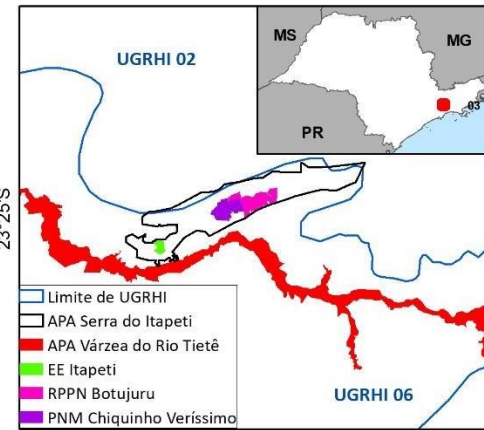 UGRHI 02
MS
MG
03
PR
23°25'S
Limite de UGRHI
APA Serra do Itapeti
APA Várzea do Rio Tietê
EE Itapeti
RPPN Botujuru
PNM Chiquinho Veríssimo
UGRHI 06